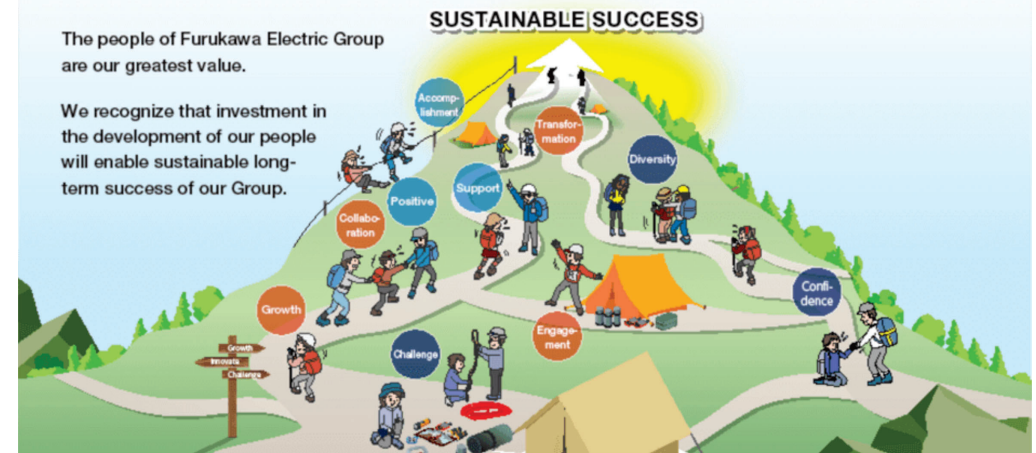 SUSTAINABLE SUCCESS
The people of Furukawa Electric Group
are our greatest value.
We recognize that investment in
the development of our people
will enable sustainable long-
term success of our Group.
Accomp-
lishment
Transfor-
mation
Diversity
Support
Positive
Collabo-
ration
Confi-
dence
Growth
Engage-
ment
Challenge
Growth
Innovate
Challenge